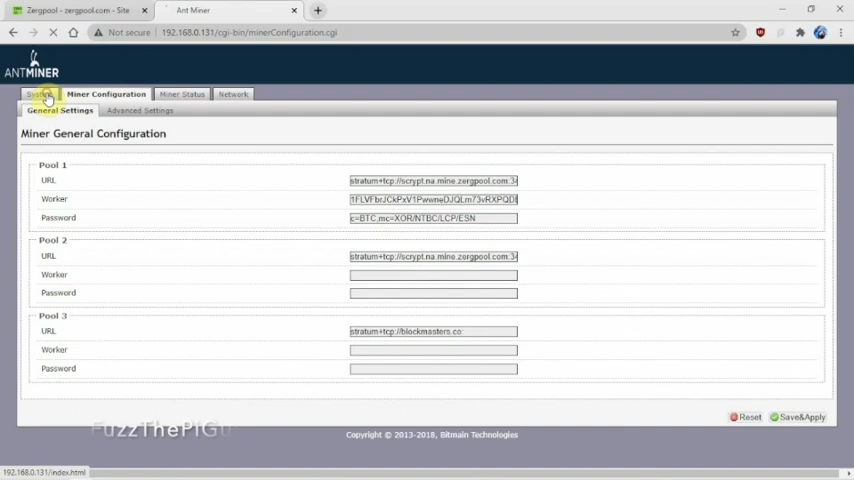 Zergpool - zergpool.com - Site
Ant Miner
Not secure | 192.168.0.131/cgi-bin/minerConfiguration.cgi
ANTMINER
System
Miner Configuration
Miner Status
Network
General Settings
Advanced Settings
Miner General Configuration
Pool 1
URL
stratum+tcp://scrypt.na.mine.zergpool.com:34
Worker
Password
c=BTC,mc=XOR/NTBC/LCP/ESN
Pool 2
URL
stratum+tcp://scrypt.na.mine.zergpool.com:34
Worker
Password
Pool 3
URL
stratum+tcp://blockmasters.co:
Worker
Password
Reset
Save&Apply
FuzzThePiGu
Copyright © 2013-2018, Bitmain Technologies
192.168.0.131/index.html